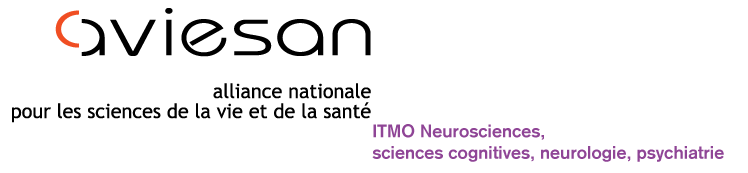 aviesan
alliance nationale
pour les sciences de la vie et de la santé
ITMO Neurosciences,
sciences cognitives, neurologie, psychiatrie